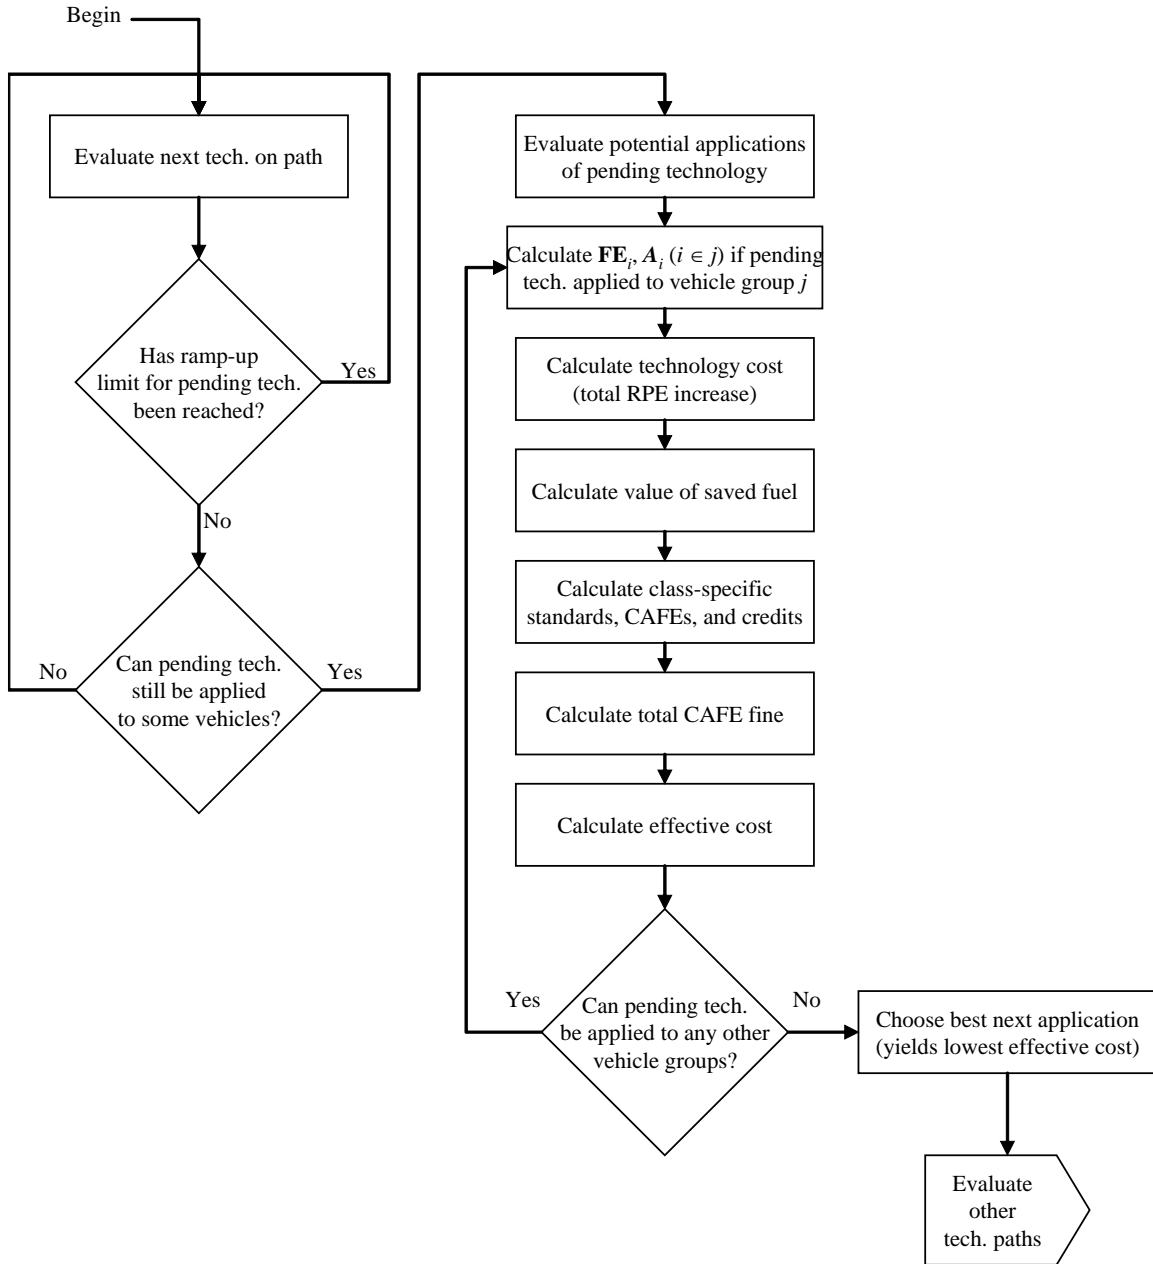 Begin
Evaluate next tech. on path
Has ramp-up
limit for pending tech.
been reached?
Yes
No
Can pending tech.
still be applied
to some vehicles?
No
Yes
Evaluate potential applications
of pending technology
Calculate FEᵢ, Aᵢ (i ∈ j) if pending
tech. applied to vehicle group j
Calculate technology cost
(total RPE increase)
Calculate value of saved fuel
Calculate class-specific
standards, CAFEs, and credits
Calculate total CAFE fine
Calculate effective cost
Can pending tech.
be applied to any other
vehicle groups?
Yes
No
Choose best next application
(yields lowest effective cost)
Evaluate
other
tech. paths